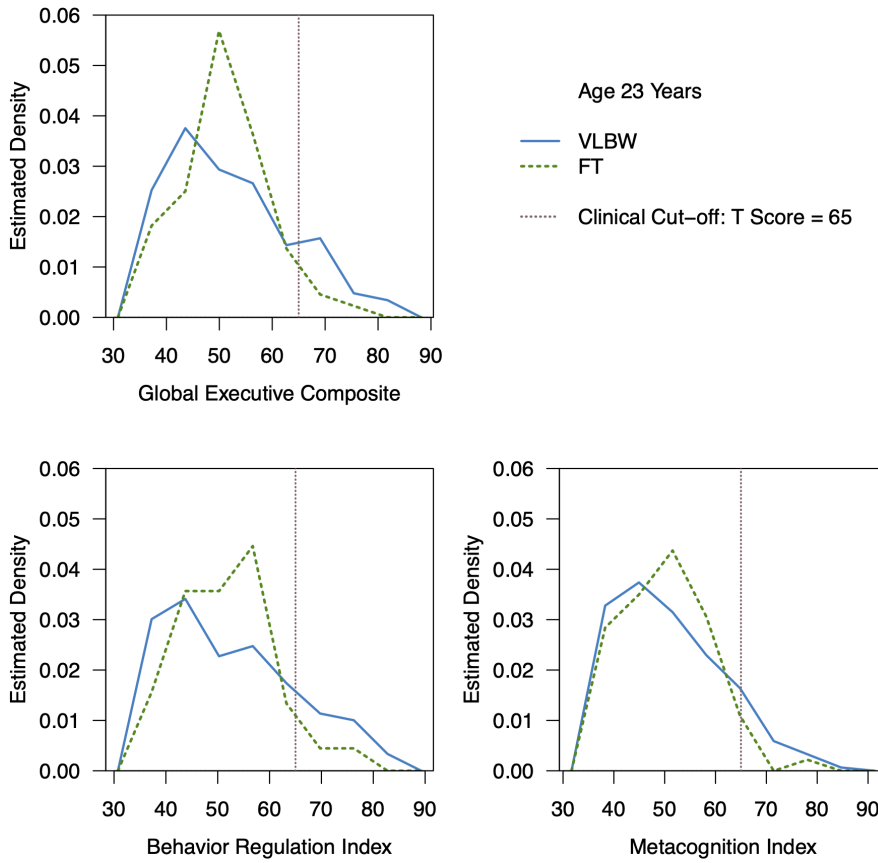 0.06
0.05
0.04
0.03
0.02
0.01
0.00
Estimated Density
30 40 50 60 70 80 90
Global Executive Composite
Age 23 Years
VLBW
FT
Clinical Cut−off: T Score = 65
0.06
0.05
0.04
0.03
0.02
0.01
0.00
Estimated Density
30 40 50 60 70 80 90
Behavior Regulation Index
0.06
0.05
0.04
0.03
0.02
0.01
0.00
Estimated Density
30 40 50 60 70 80 90
Metacognition Index